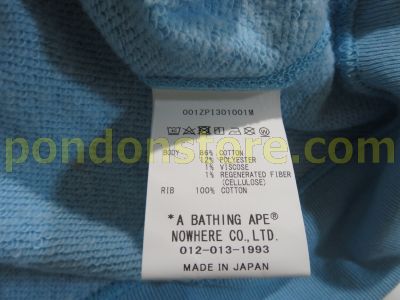 001ZPI301001M
BODY 86% COTTON
12% POLYESTER
1% VISCOSE
1% REGENERATED FIBER
(CELLULOSE)
RIB 100% COTTON
pondonstore.com
*A BATHING APE®
NOWHERE CO.,LTD.
012-013-1993
MADE IN JAPAN